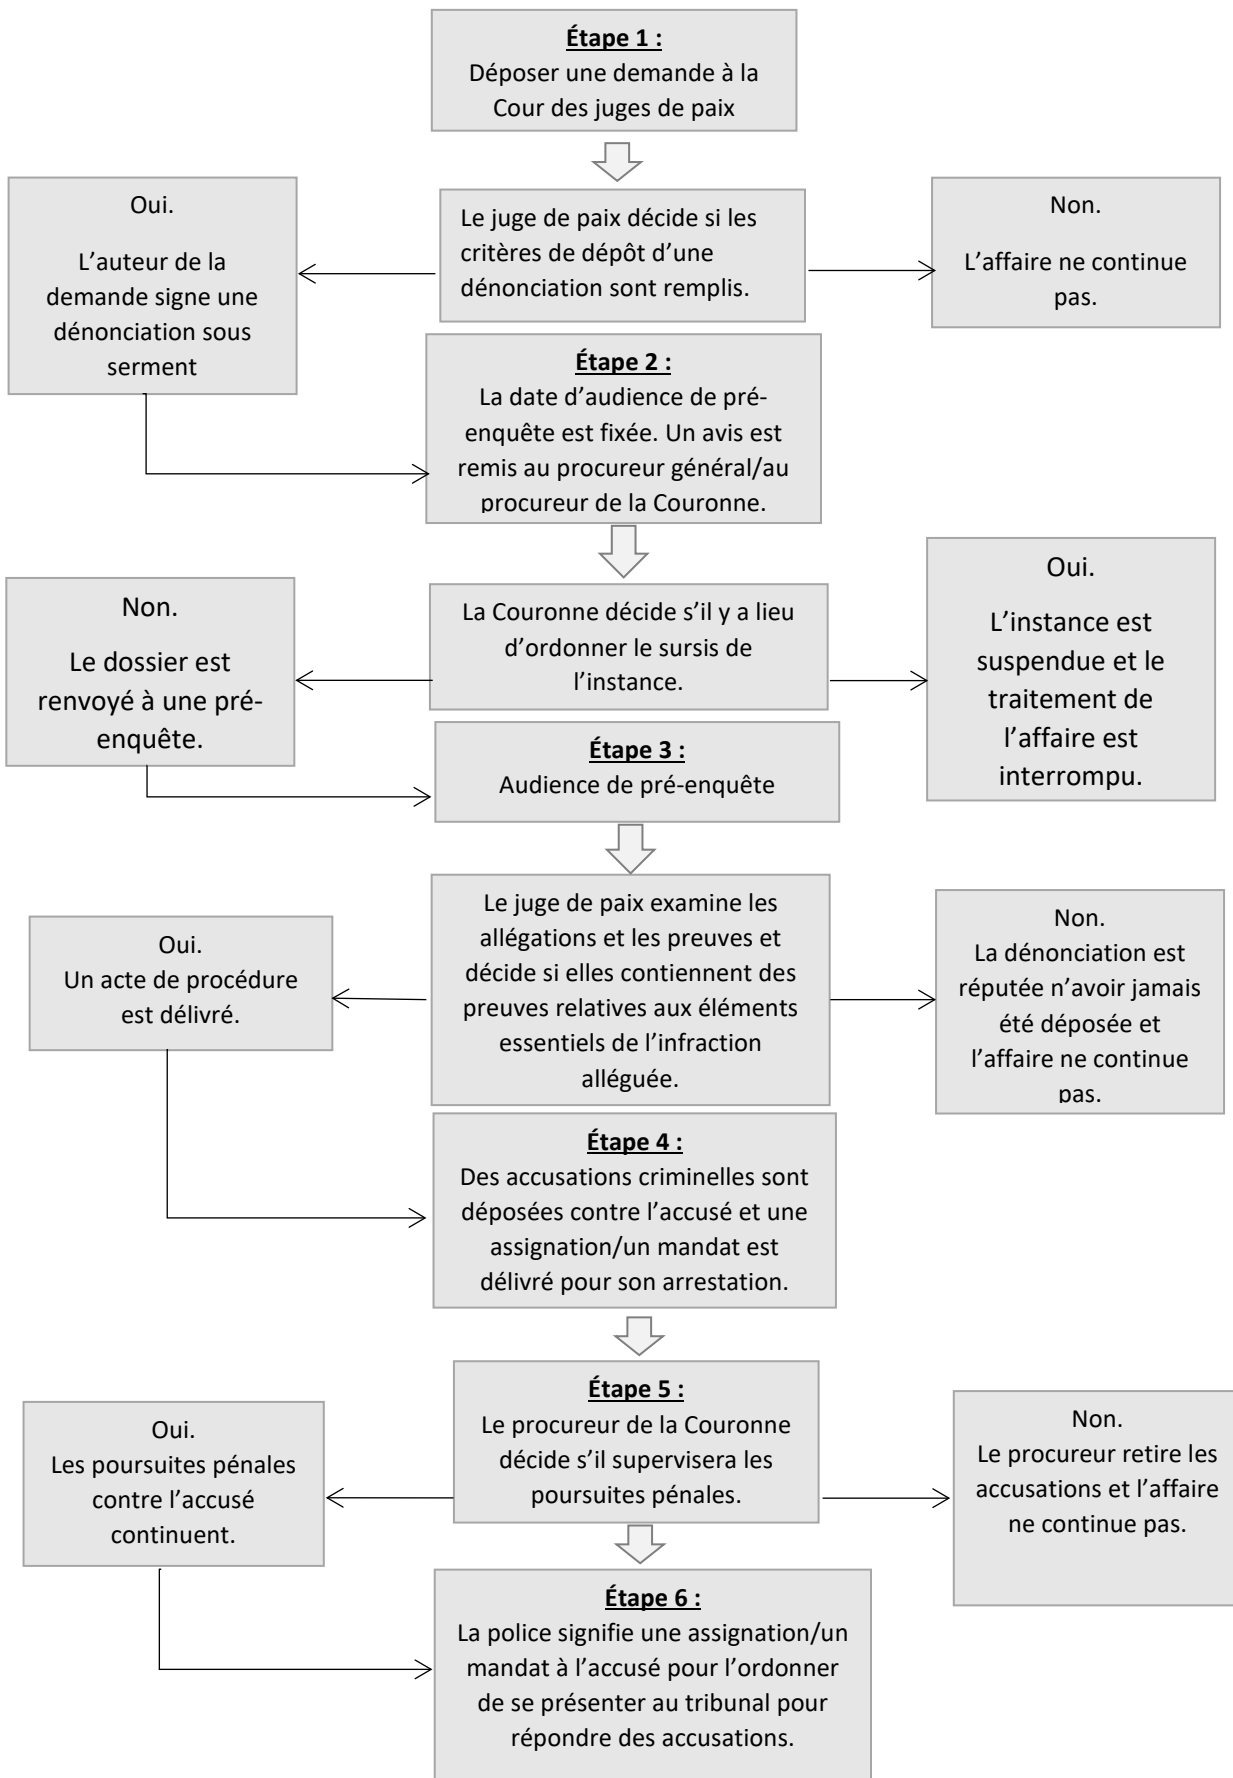 Étape 1 :
Déposer une demande à la
Cour des juges de paix
Oui.
L’auteur de la
demande signe une
dénonciation sous
serment
Le juge de paix décide si les
critères de dépôt d’une
dénonciation sont remplis.
Non.
L’affaire ne continue
pas.
Étape 2 :
La date d’audience de pré-
enquête est fixée. Un avis est
remis au procureur général/au
procureur de la Couronne.
Non.
Le dossier est
renvoyé à une pré-
enquête.
La Couronne décide s’il y a lieu
d’ordonner le sursis de
l’instance.
Oui.
L’instance est
suspendue et le
traitement de
l’affaire est
interrompu.
Étape 3 :
Audience de pré-enquête
Oui.
Un acte de procédure
est délivré.
Le juge de paix examine les
allégations et les preuves et
décide si elles contiennent des
preuves relatives aux éléments
essentiels de l’infraction
alléguée.
Non.
La dénonciation est
réputée n’avoir jamais
été déposée et
l’affaire ne continue
pas.
Étape 4 :
Des accusations criminelles sont
déposées contre l’accusé et une
assignation/un mandat est
délivré pour son arrestation.
Oui.
Les poursuites pénales
contre l’accusé
continuent.
Étape 5 :
Le procureur de la Couronne
décide s’il supervisera les
poursuites pénales.
Non.
Le procureur retire les
accusations et l’affaire
ne continue pas.
Étape 6 :
La police signifie une assignation/un
mandat à l’accusé pour l’ordonner
de se présenter au tribunal pour
répondre des accusations.